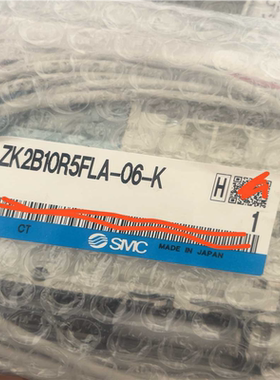 ZK2B10R5FLA-06-K
H
1
CT
SMC MADE IN JAPAN